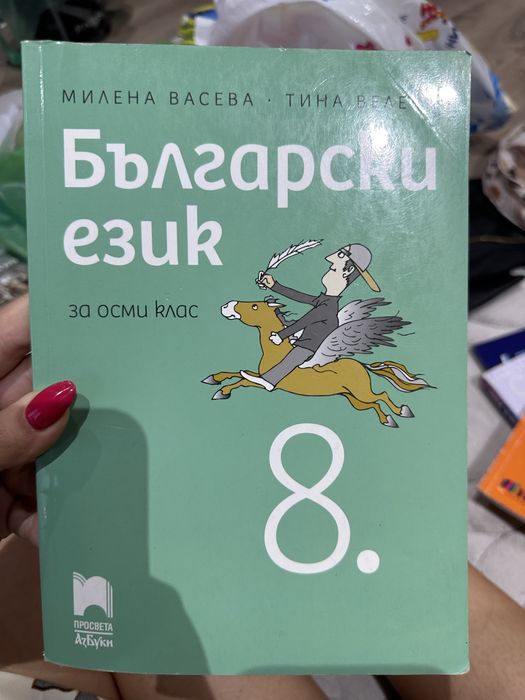 МИЛЕНА ВАСЕВА · ТИНА
Български
език
за осми клас
8.
ПРОСВЕТА
АзБуки